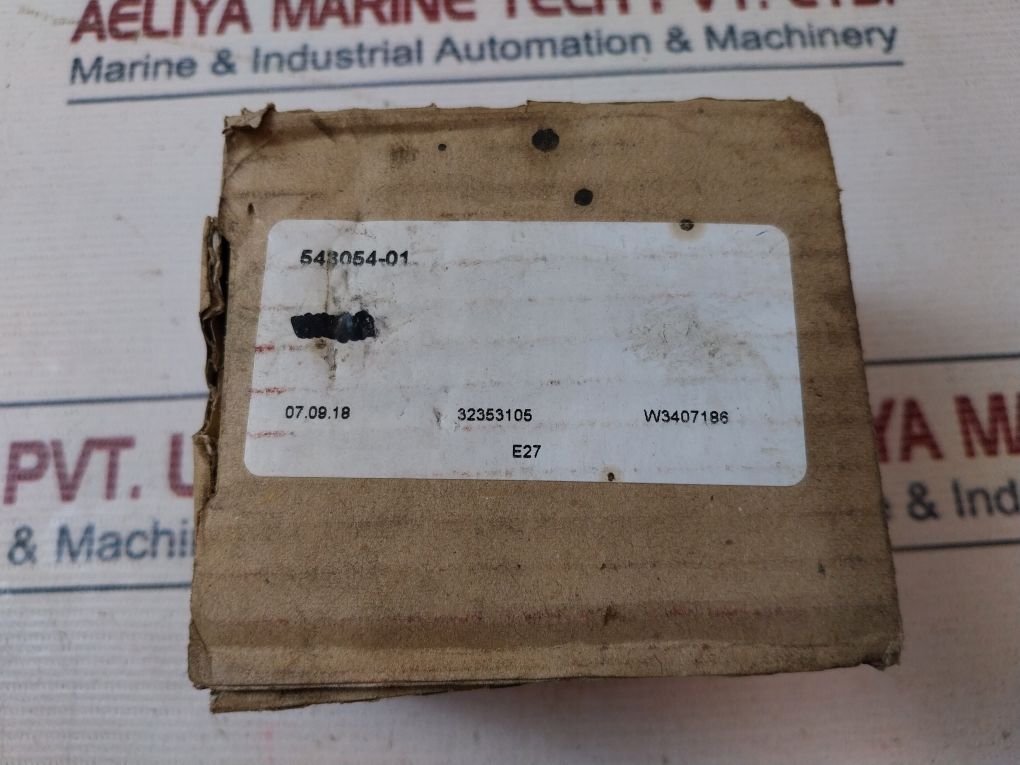 AELIYA MARINE TECH PVT. LTD.
Marine & Industrial Automation & Machinery
543054-01
07.09.18 32353105 W3407186
E27
PVT.
& Machi
YA MA
& Ind